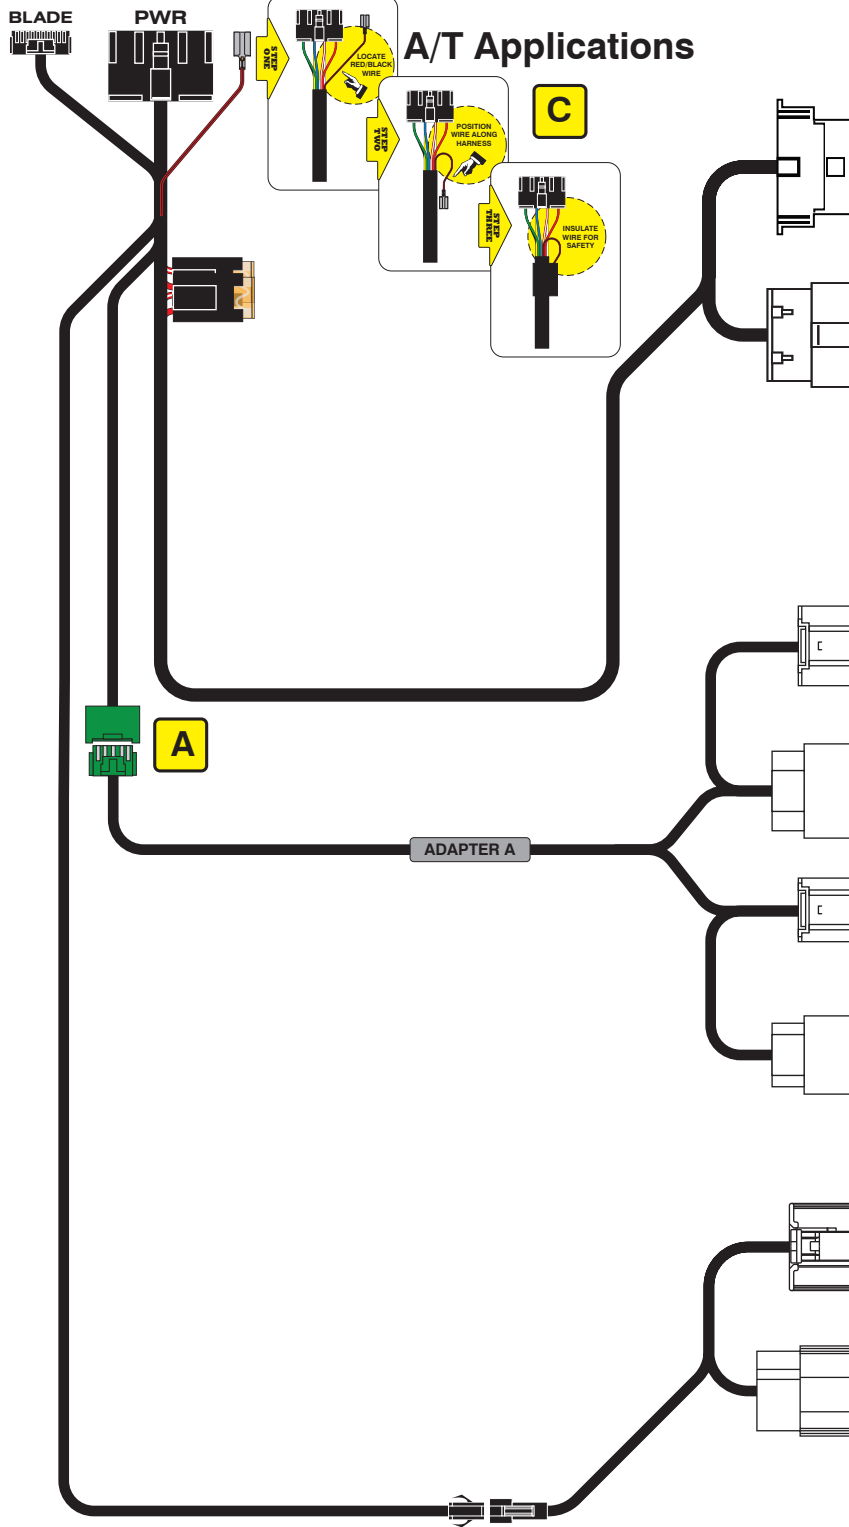 BLADE
PWR
A/T Applications
STEP
ONE
LOCATE
RED/BLACK
WIRE
C
STEP
TWO
POSITION
WIRE ALONG
HARNESS
STEP
THREE
INSULATE
WIRE FOR
SAFETY
A
ADAPTER A